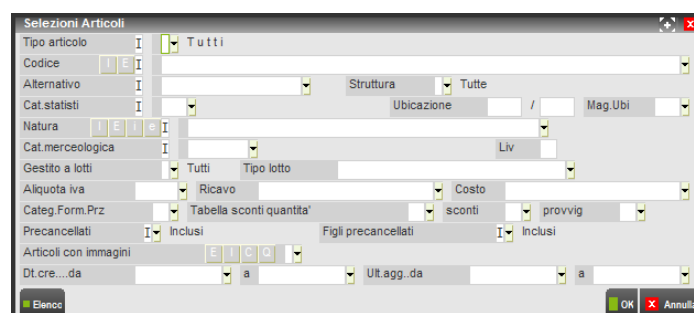 Selezioni Articoli
Tipo articolo I Tutti
Codice I E I
Alternativo I Struttura Tutte
Cat.statisti I Ubicazione / Mag.Ubi
Natura I E i e I
Cat.merceologica I Liv
Gestito a lotti Tutti Tipo lotto
Aliquota iva Ricavo Costo
Categ.Form.Prz Tabella sconti quantita' sconti provvig
Precancellati I Inclusi Figli precancellati I Inclusi
Articoli con immagini E I C Q
Dt.cre....da a Ult.agg..da a
Elenco OK X Annulla